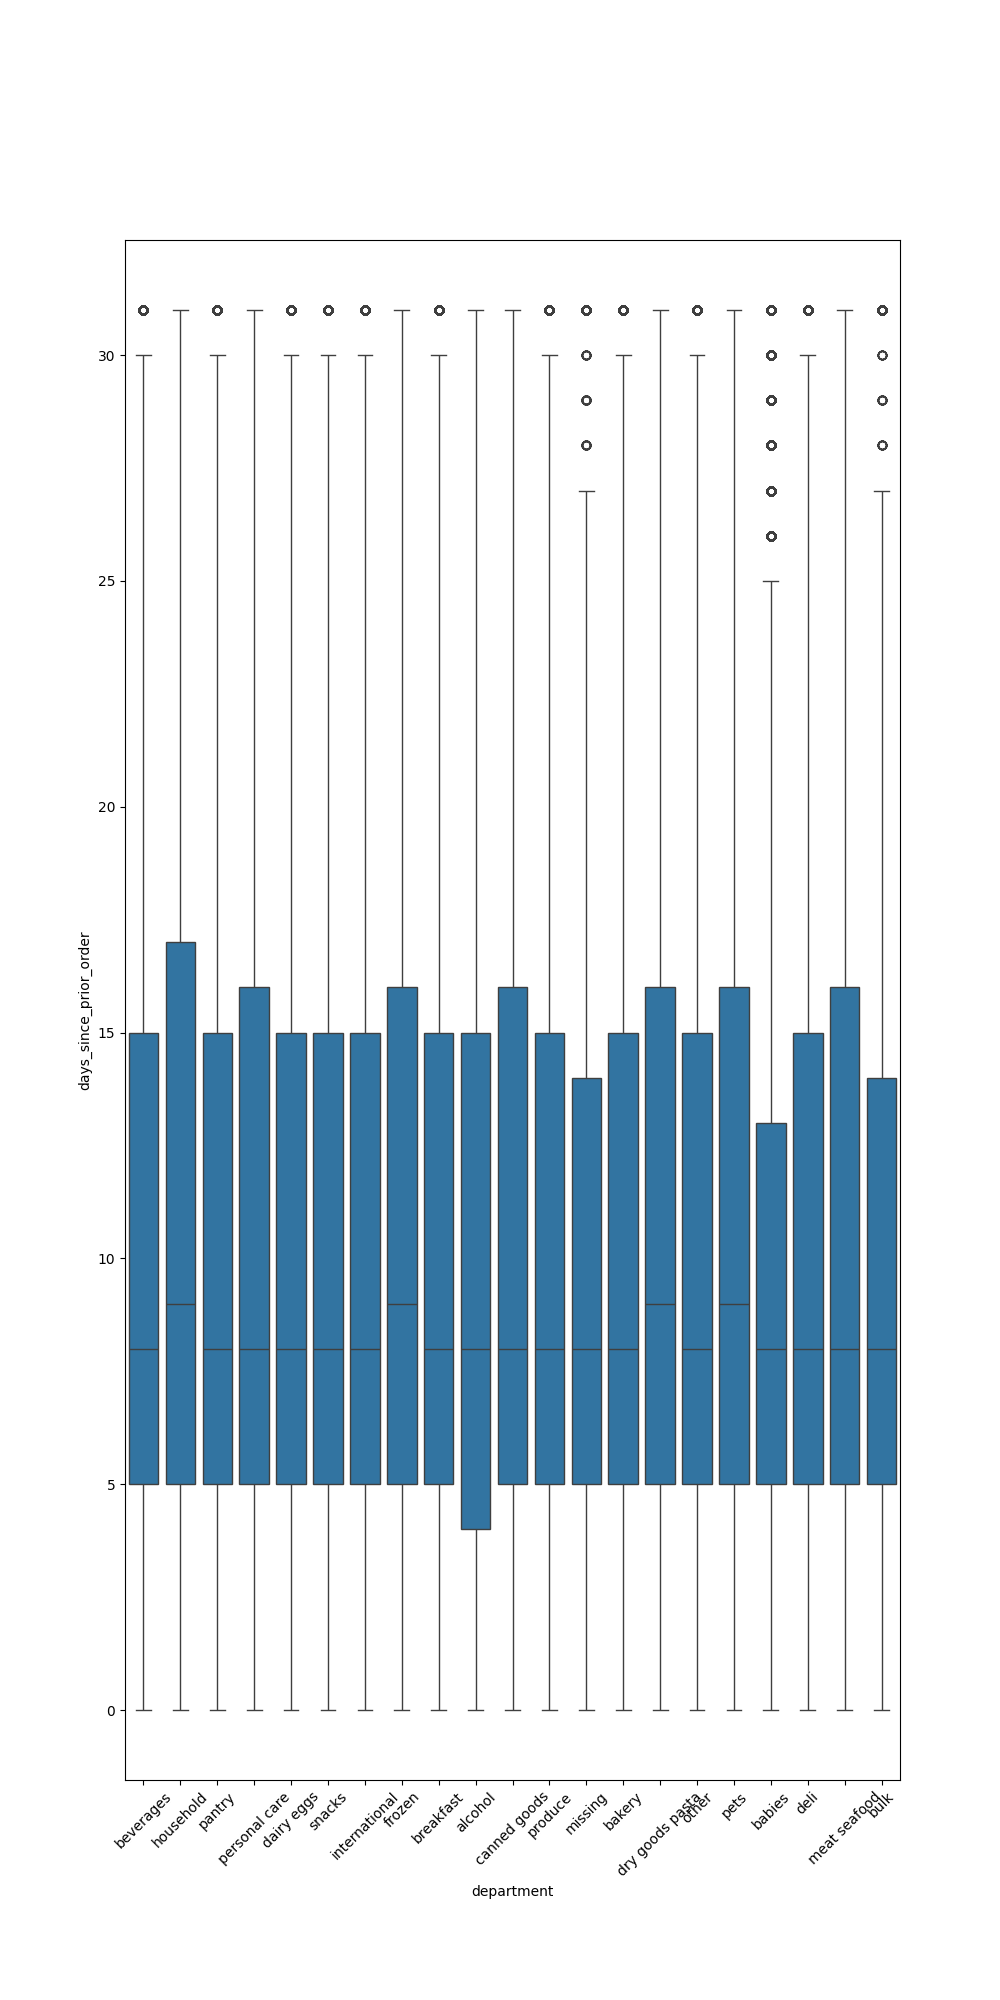 30
25
20
15
10
5
0
days_since_prior_order
beverages
household
pantry
personal care
dairy eggs
snacks
international
frozen
breakfast
alcohol
canned goods
produce
missing
bakery
dry goods pasta
other
pets
babies
deli
meat seafood
bulk
department